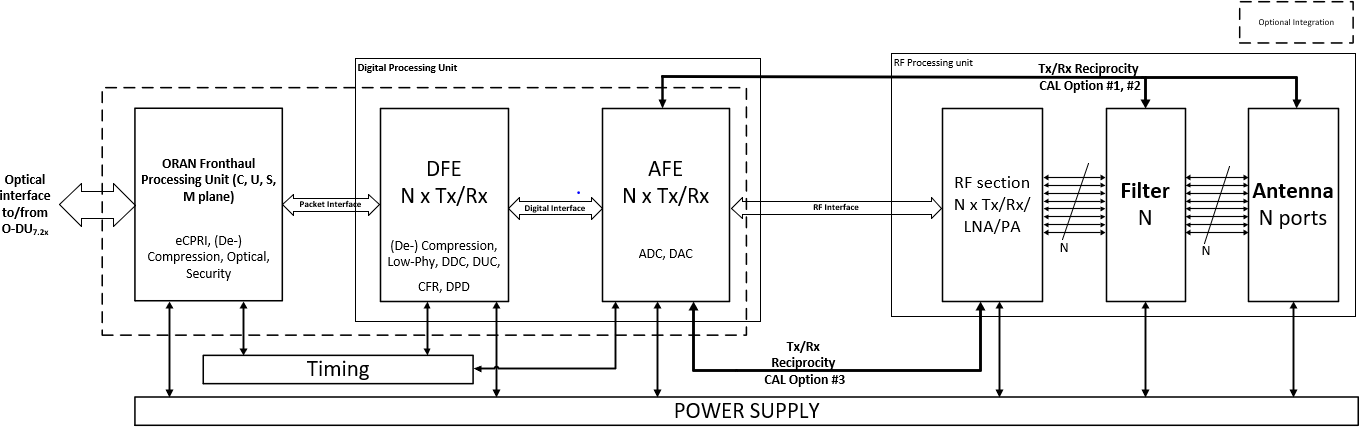 Optional Integration
Digital Processing Unit
RF Processing unit
Tx/Rx Reciprocity
CAL Option #1, #2
Optical
interface
to/from
O-DU7.2x
ORAN Fronthaul
Processing Unit (C, U, S,
M plane)
eCPRI, (De-)
Compression, Optical,
Security
Packet Interface
DFE
N x Tx/Rx
(De-) Compression,
Low-Phy, DDC, DUC,
CFR, DPD
Digital Interface
AFE
N x Tx/Rx
ADC, DAC
RF Interface
RF section
N x Tx/Rx/
LNA/PA
N
Filter
N
N
Antenna
N ports
Timing
Tx/Rx
Reciprocity
CAL Option #3
POWER SUPPLY